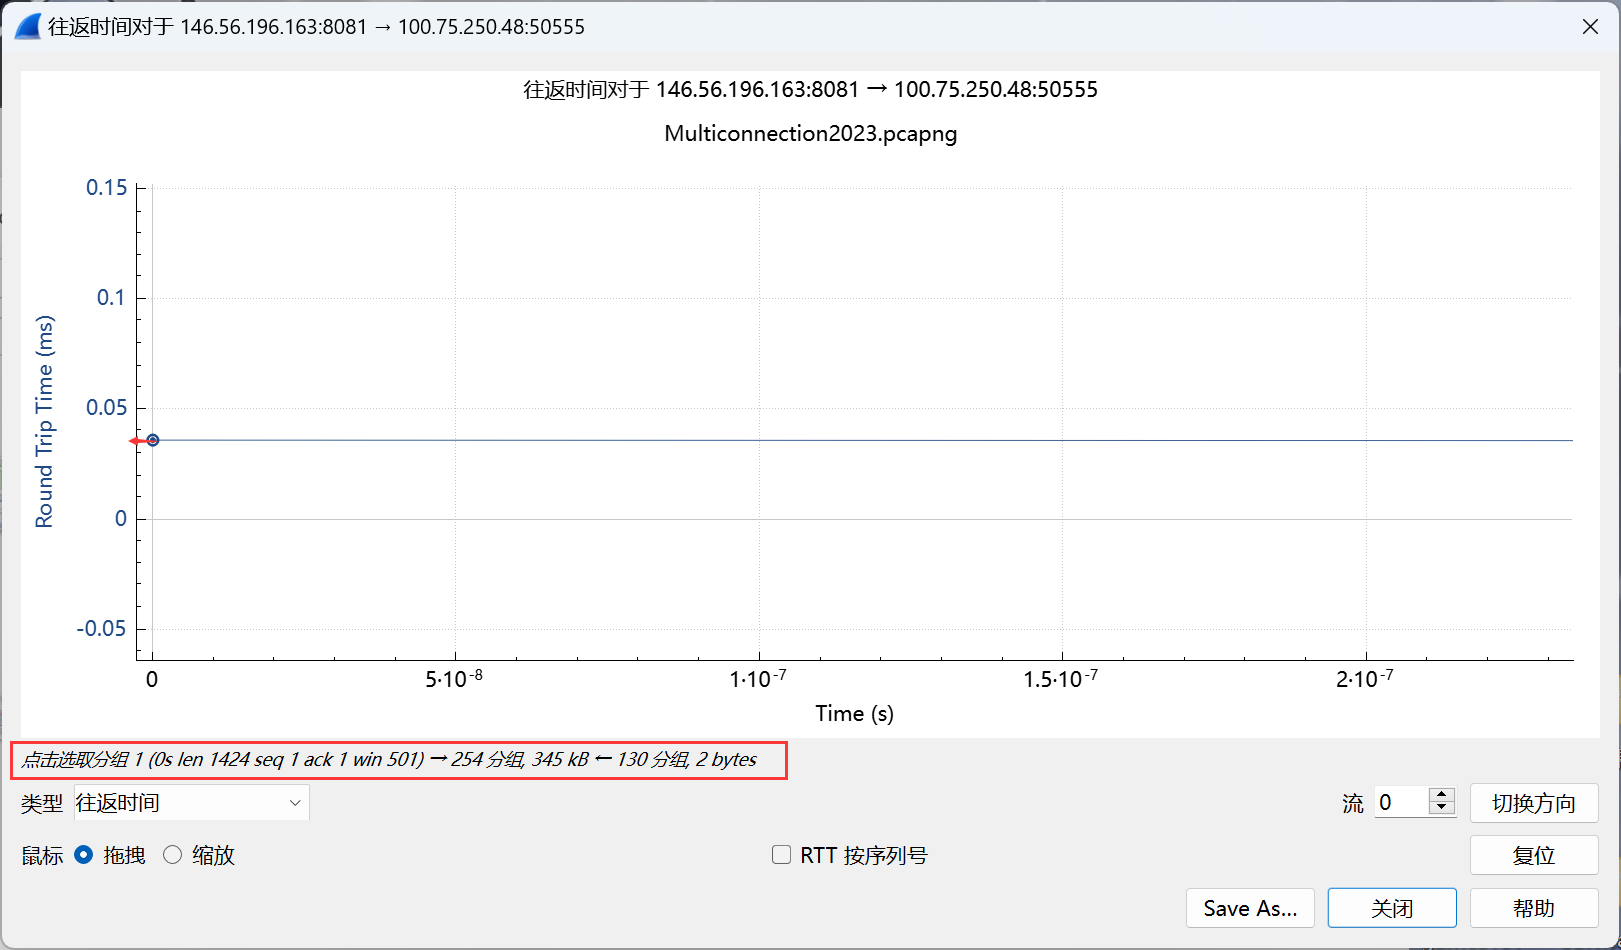 往返时间对于 146.56.196.163:8081 → 100.75.250.48:50555
往返时间对于 146.56.196.163:8081 → 100.75.250.48:50555
Multiconnection2023.pcapng
0.15
0.1
0.05
0
-0.05
Round Trip Time (ms)
0 5·10⁻⁸ 1·10⁻⁷ 1.5·10⁻⁷ 2·10⁻⁷
Time (s)
点击选取分组 1 (0s len 1424 seq 1 ack 1 win 501) → 254 分组, 345 kB ← 130 分组, 2 bytes
类型 往返时间 流 0 切换方向
鼠标 拖拽 缩放 RTT 按序列号 复位
Save As... 关闭 帮助